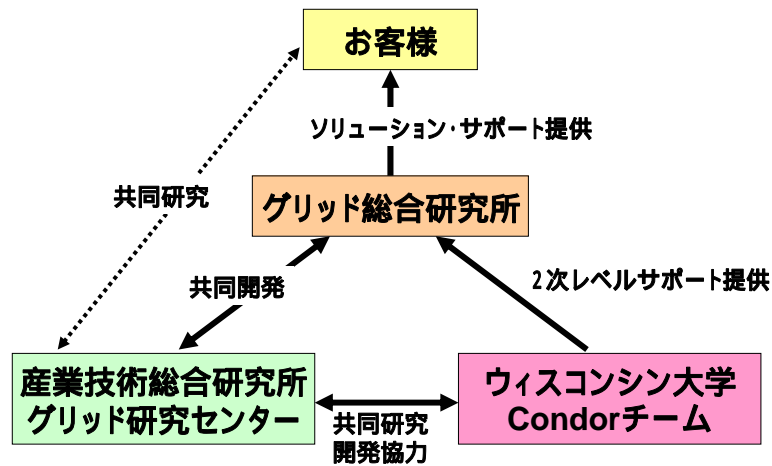 お客様
ソリューション・サポート提供
共同研究
グリッド総合研究所
共同開発
2次レベルサポート提供
産業技術総合研究所
グリッド研究センター
ウィスコンシン大学
Condorチーム
共同研究
開発協力